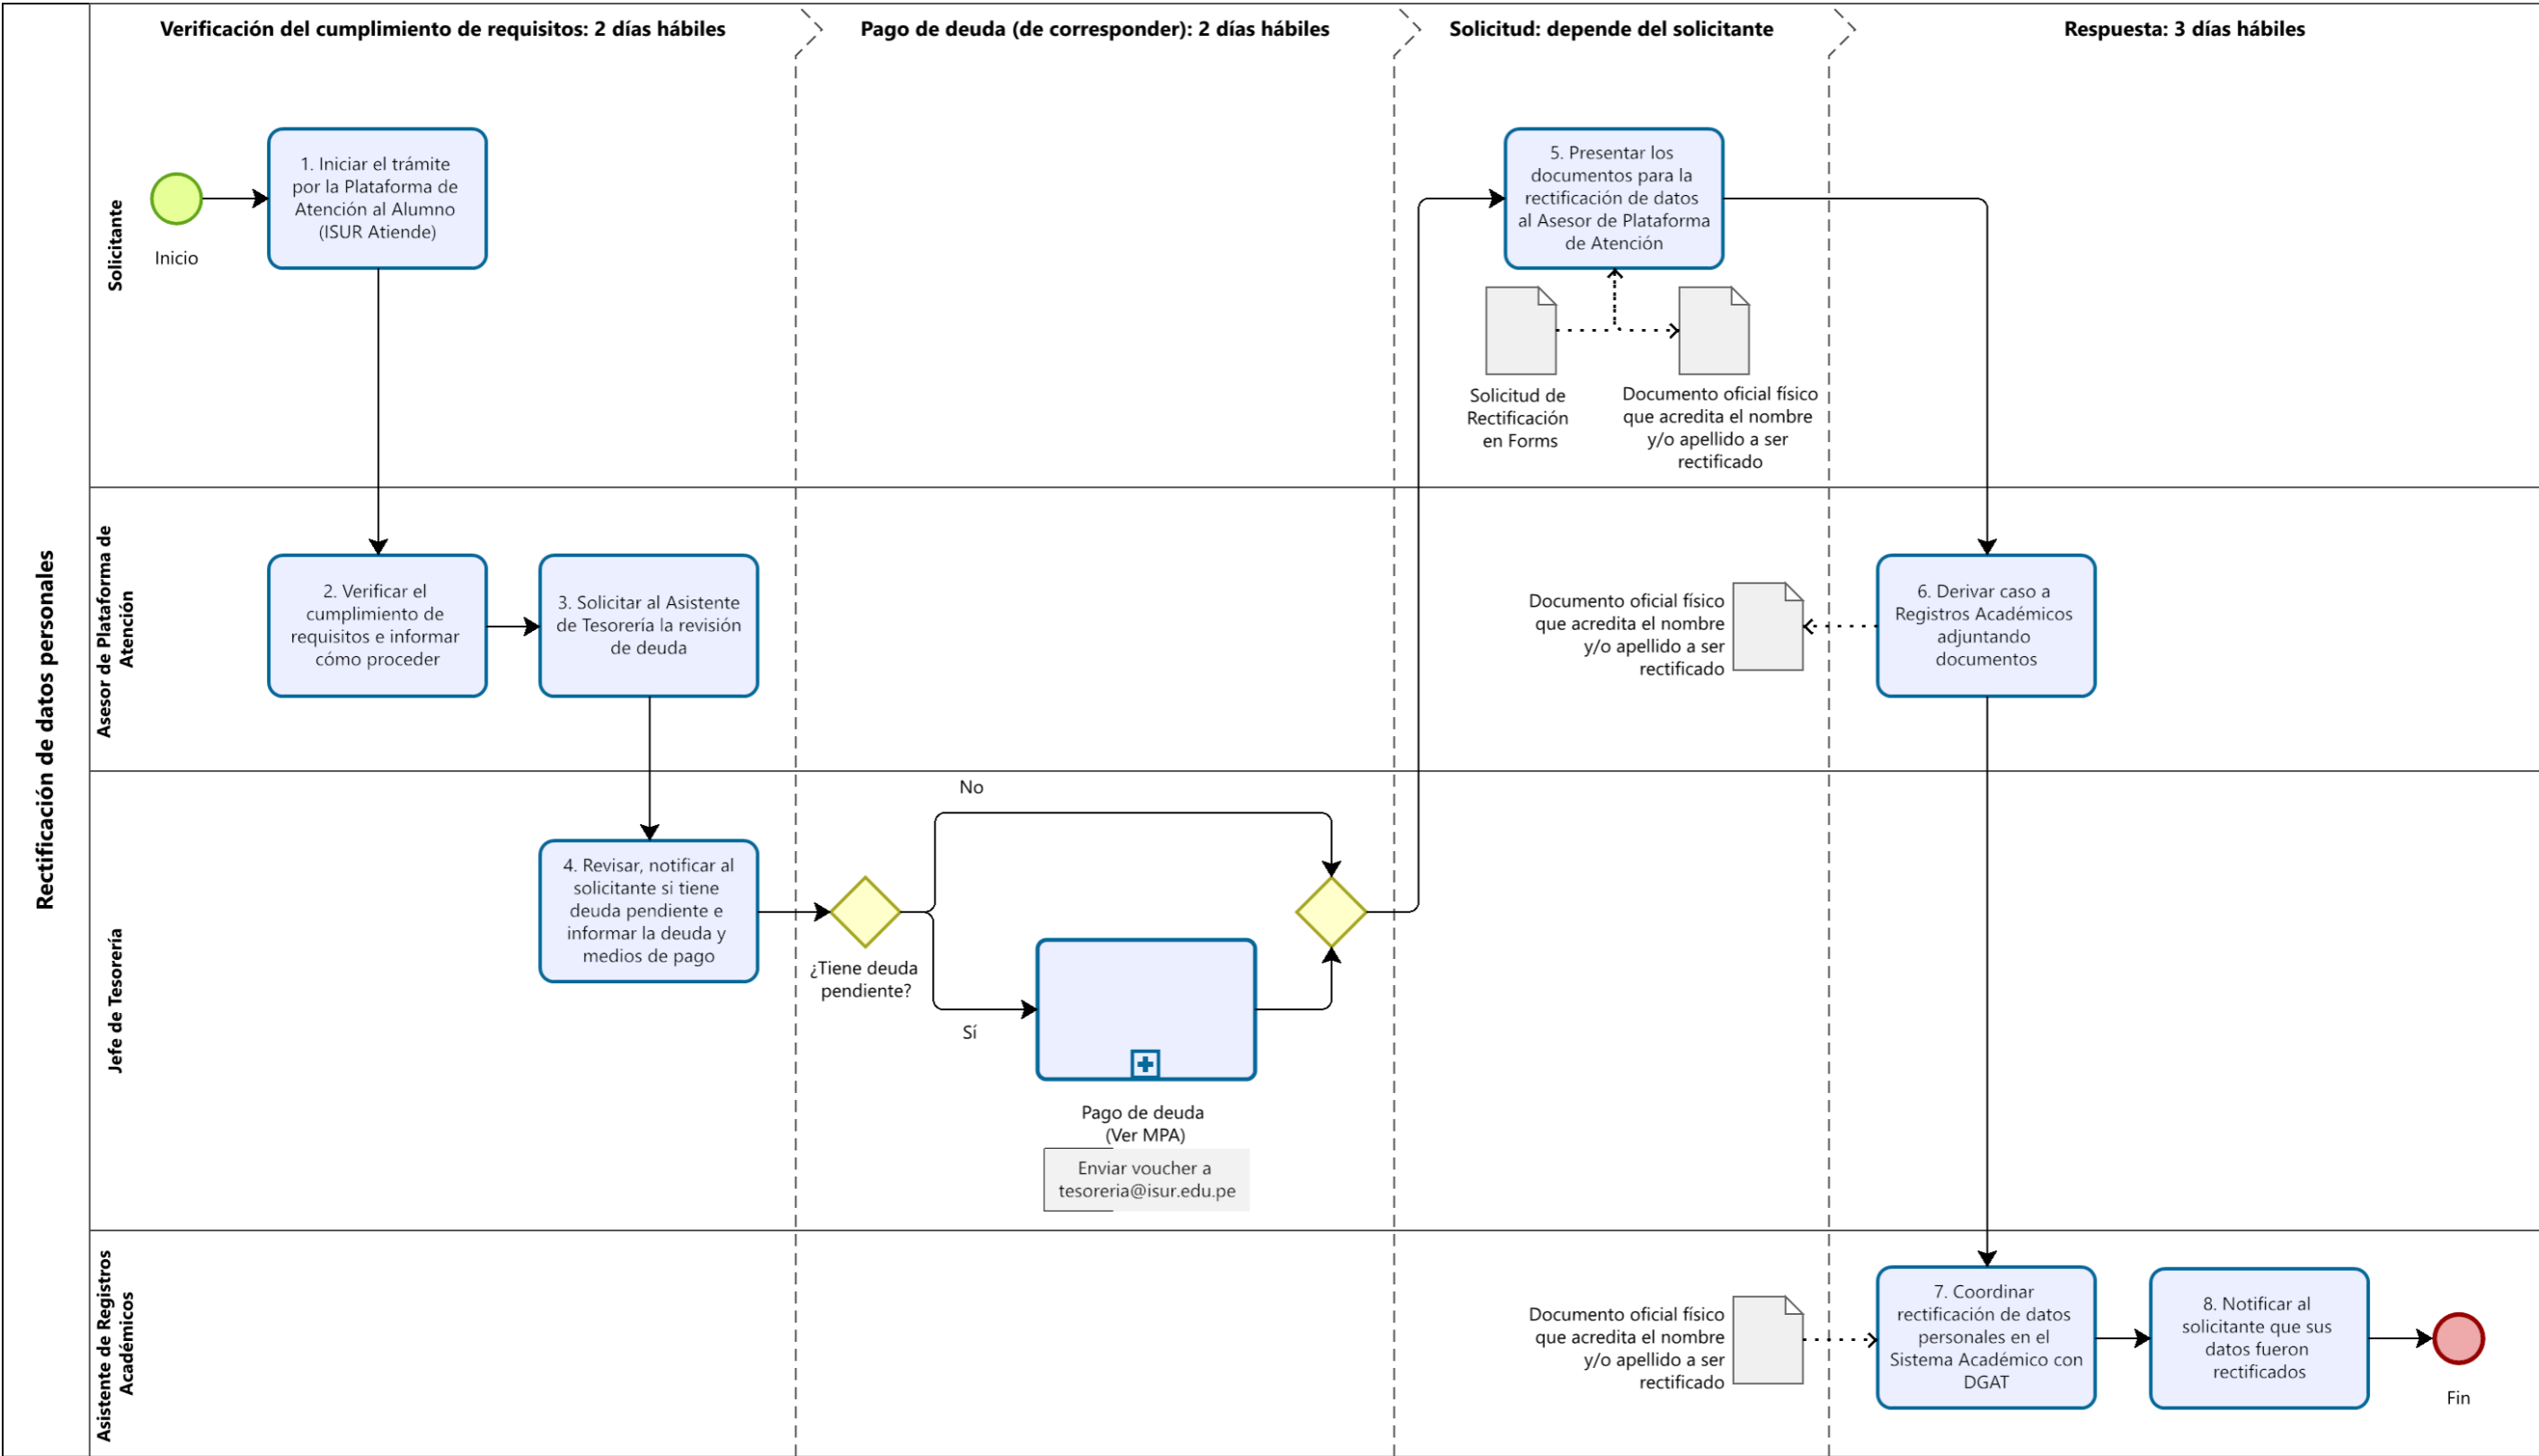 Verificación del cumplimiento de requisitos: 2 días hábiles
Pago de deuda (de corresponder): 2 días hábiles
Solicitud: depende del solicitante
Respuesta: 3 días hábiles
Rectificación de datos personales
Solicitante
Inicio
1. Iniciar el trámite
por la Plataforma de
Atención al Alumno
(ISUR Atiende)
5. Presentar los
documentos para la
rectificación de datos
al Asesor de Plataforma
de Atención
Solicitud de
Rectificación
en Forms
Documento oficial físico
que acredita el nombre
y/o apellido a ser
rectificado
Asesor de Plataforma de
Atención
2. Verificar el
cumplimiento de
requisitos e informar
cómo proceder
3. Solicitar al Asistente
de Tesorería la revisión
de deuda
Documento oficial físico
que acredita el nombre
y/o apellido a ser
rectificado
6. Derivar caso a
Registros Académicos
adjuntando
documentos
Jefe de Tesorería
4. Revisar, notificar al
solicitante si tiene
deuda pendiente e
informar la deuda y
medios de pago
¿Tiene deuda
pendiente?
No
Sí
Pago de deuda
(Ver MPA)
Enviar voucher a
tesoreria@isur.edu.pe
Asistente de Registros
Académicos
Documento oficial físico
que acredita el nombre
y/o apellido a ser
rectificado
7. Coordinar
rectificación de datos
personales en el
Sistema Académico con
DGAT
8. Notificar al
solicitante que sus
datos fueron
rectificados
Fin